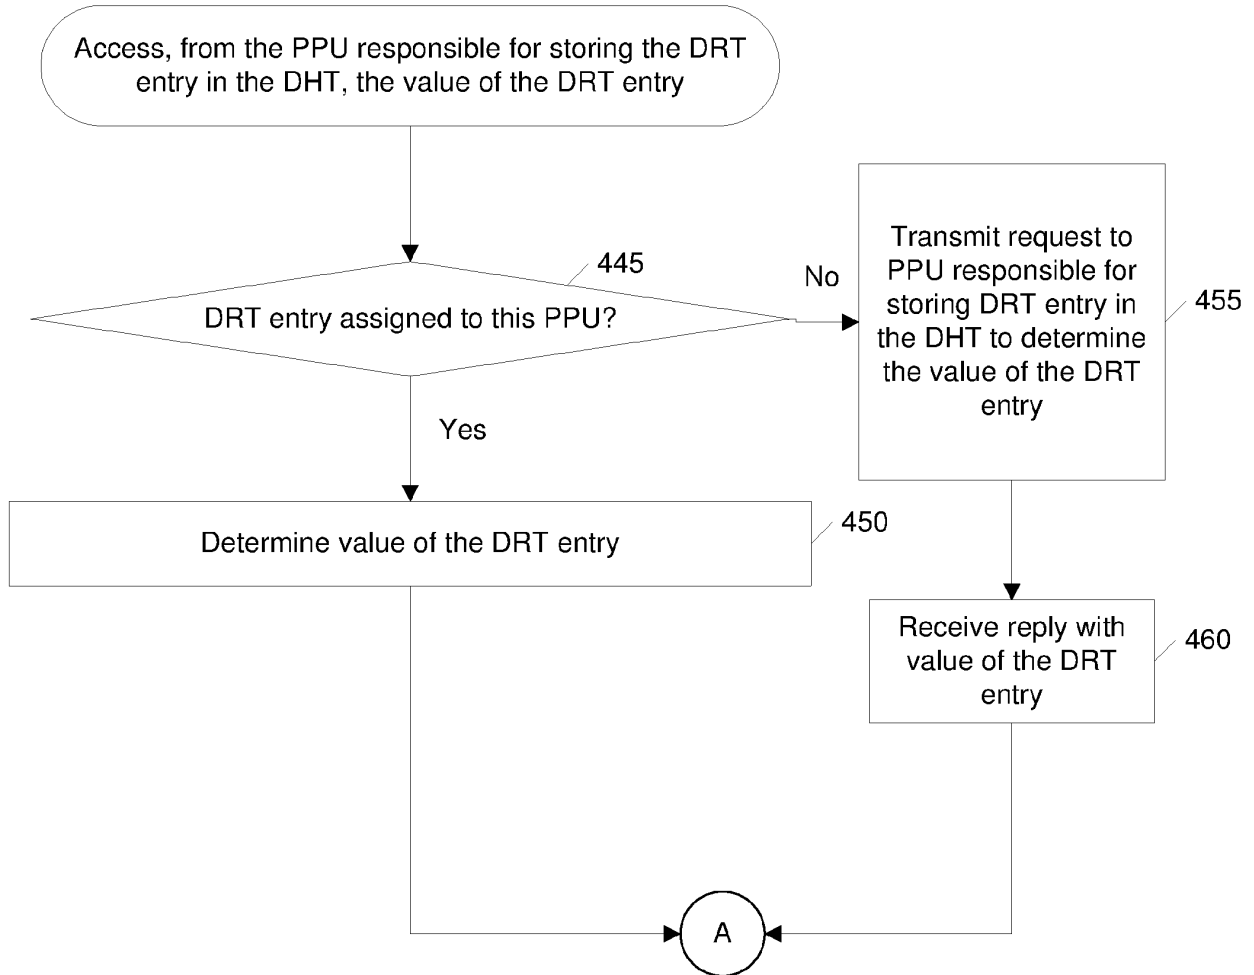 Access, from the PPU responsible for storing the DRT
entry in the DHT, the value of the DRT entry
445
DRT entry assigned to this PPU?
No
Transmit request to
PPU responsible for
storing DRT entry in
the DHT to determine
the value of the DRT
entry
455
Yes
Determine value of the DRT entry
450
Receive reply with
value of the DRT
entry
460
A